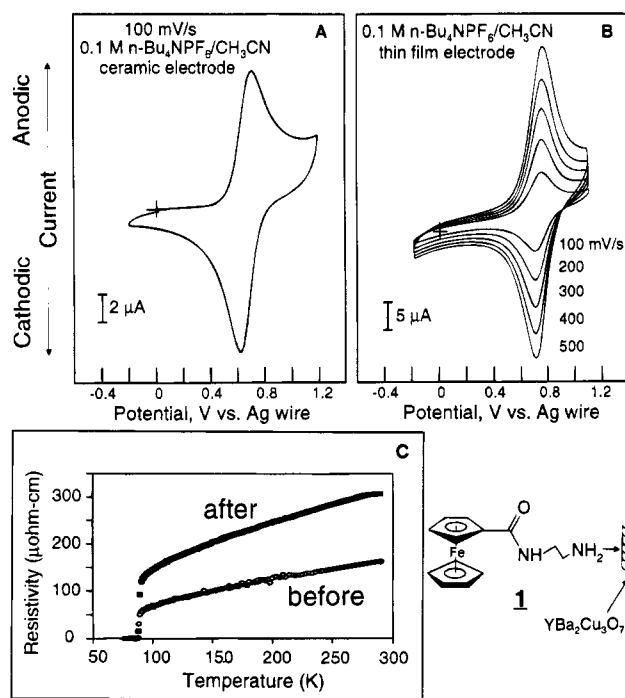 100 mV/s
A
0.1 M n-Bu4NPF6/CH3CN
ceramic electrode
Cathodic Current Anodic
2 μA
-0.4 0 0.4 0.8 1.2
Potential, V vs. Ag wire
0.1 M n-Bu4NPF6/CH3CN
B
thin film electrode
100 mV/s
200
300
400
500
5 μA
-0.4 0 0.4 0.8 1.2
Potential, V vs. Ag wire
C
Resistivity (μohm-cm)
300
200
100
0
after
before
50 100 150 200 250 300
Temperature (K)
O
Fe
NH
NH2
1
YBa2Cu3O7